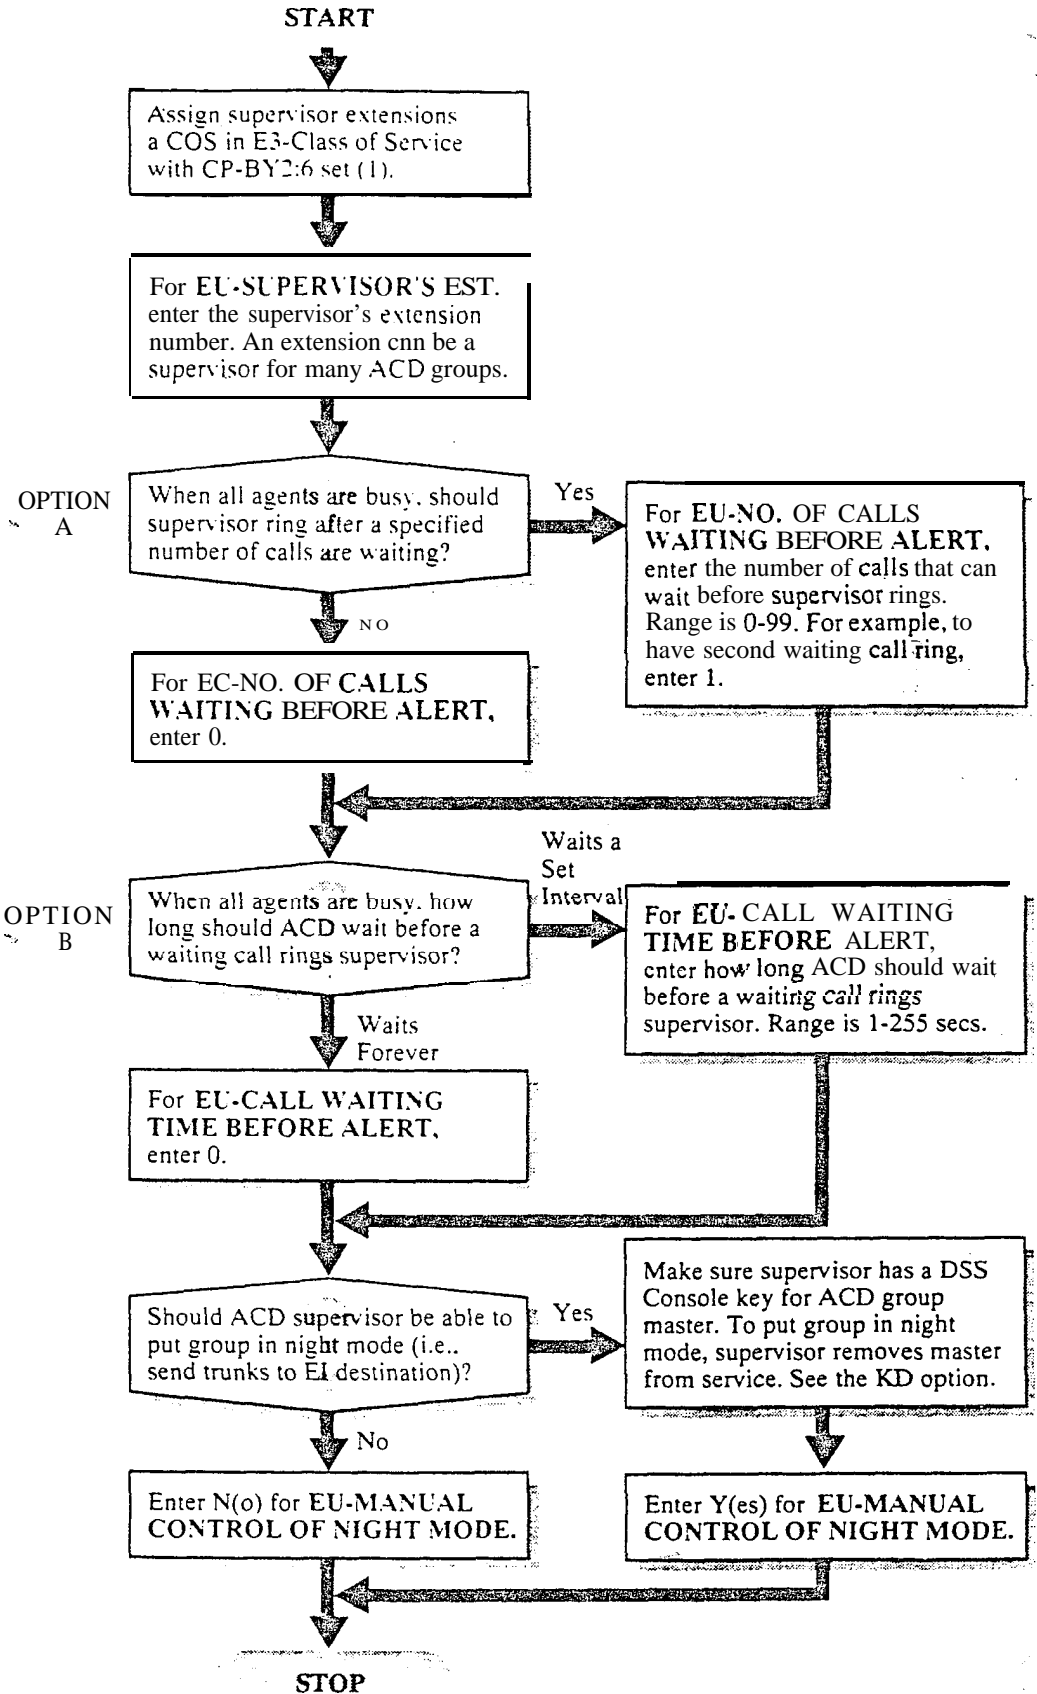 START
Assign supervisor extensions
a COS in E3-Class of Service
with CP-BY2:6 set (1).
For EU-SUPERVISOR'S EST.
enter the supervisor's extension
number. An extension cnn be a
supervisor for many ACD groups.
OPTION
A
When all agents are busy. should
supervisor ring after a specified
number of calls are waiting?
Yes
For EU-NO. OF CALLS
WAITING BEFORE ALERT,
enter the number of calls that can
wait before supervisor rings.
Range is 0-99. For example, to
have second waiting call ring,
enter 1.
NO
For EC-NO. OF CALLS
WAITING BEFORE ALERT,
enter 0.
OPTION
B
When all agents are busy. how
long should ACD wait before a
waiting call rings supervisor?
Waits a
Set
Interval
For EU- CALL WAITING
TIME BEFORE ALERT,
enter how long ACD should wait
before a waiting call rings
supervisor. Range is 1-255 secs.
Waits
Forever
For EU-CALL WAITING
TIME BEFORE ALERT,
enter 0.
Should ACD supervisor be able to
put group in night mode (i.e..
send trunks to EI destination)?
Yes
Make sure supervisor has a DSS
Console key for ACD group
master. To put group in night
mode, supervisor removes master
from service. See the KD option.
No
Enter N(o) for EU-MANUAL
CONTROL OF NIGHT MODE.
Enter Y(es) for EU-MANUAL
CONTROL OF NIGHT MODE.
STOP